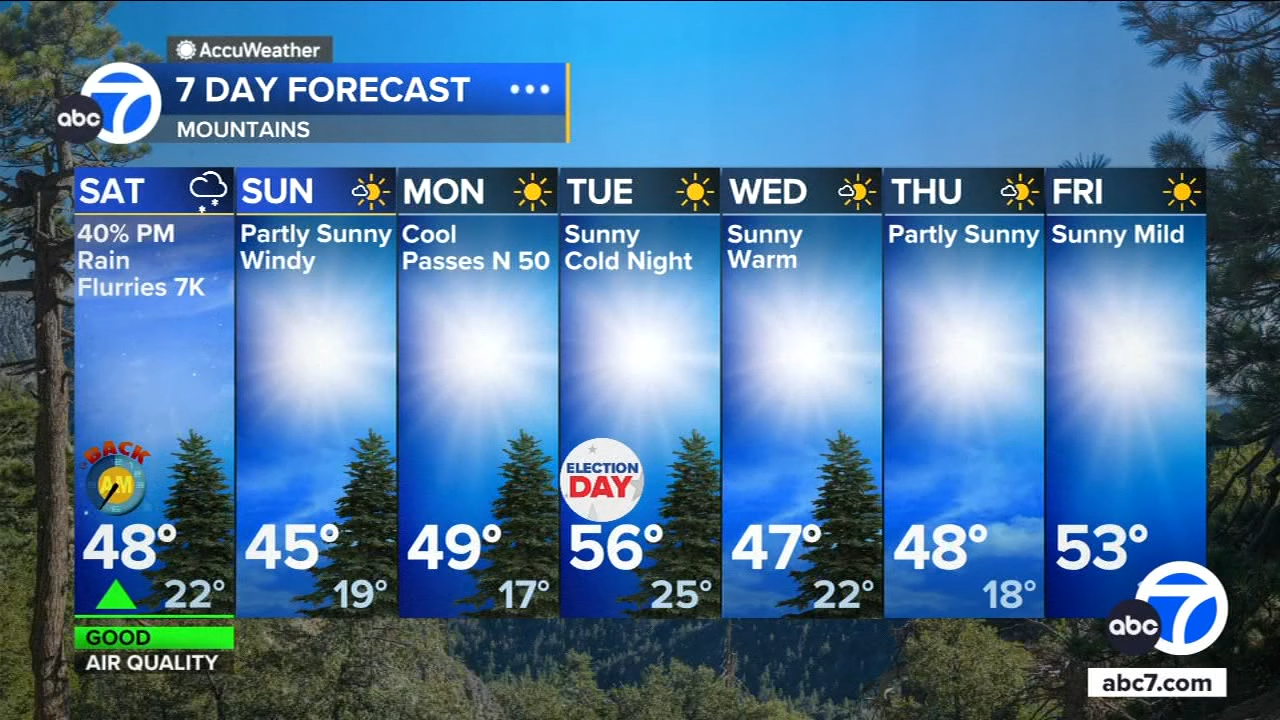 AccuWeather
abc 7
7 DAY FORECAST
MOUNTAINS
SAT
40% PM
Rain
Flurries 7K
BACK
AM
48°
22°
GOOD
AIR QUALITY
SUN
Partly Sunny
Windy
45°
19°
MON
Cool
Passes N 50
49°
17°
TUE
Sunny
Cold Night
ELECTION
DAY
56°
25°
WED
Sunny
Warm
47°
22°
THU
Partly Sunny
48°
18°
FRI
Sunny Mild
53°
abc 7
abc7.com